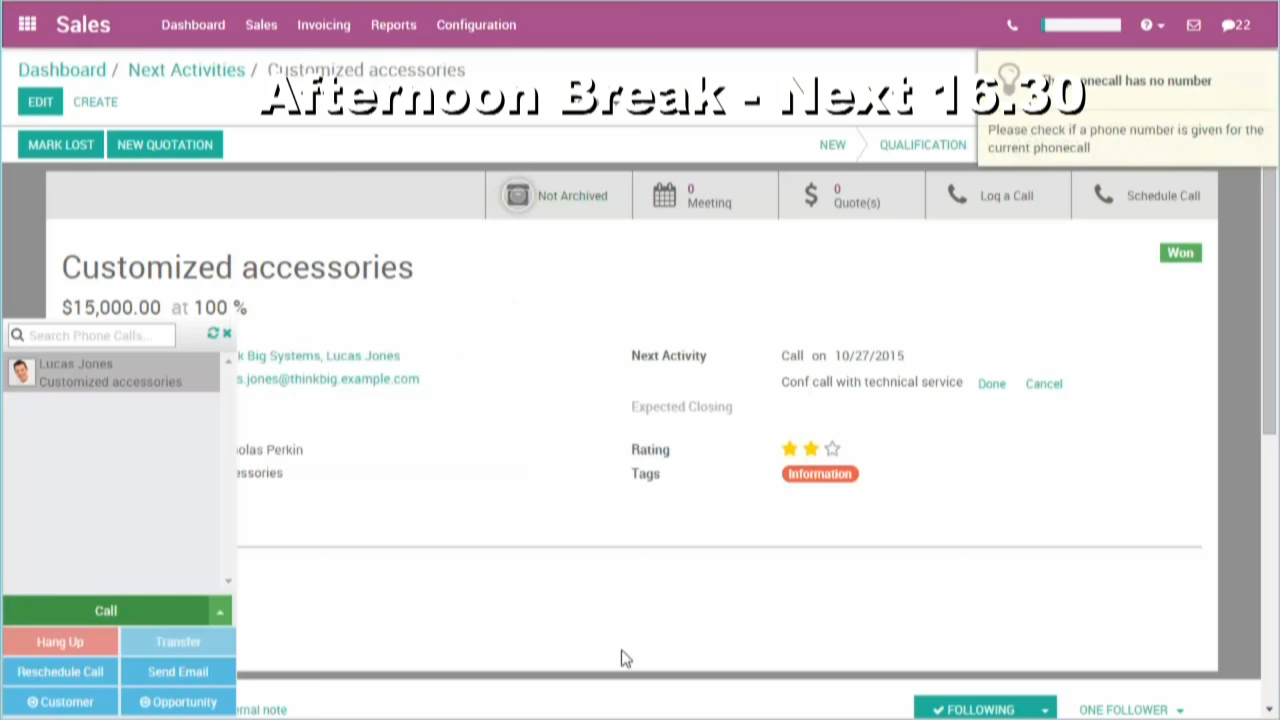 Sales Dashboard Sales Invoicing Reports Configuration 22
Dashboard / Next Activities / Customized accessories
Afternoon Break - Next 16.30
phonecall has no number
EDIT CREATE
Please check if a phone number is given for the
current phonecall
MARK LOST NEW QUOTATION NEW QUALIFICATION
Not Archived 0 Meeting 0 Quote(s) Log a Call Schedule Call
Customized accessories Won
$15,000.00 at 100 %
Search Phone Calls...
Lucas Jones
Customized accessories
k Big Systems, Lucas Jones Next Activity Call on 10/27/2015
s.jones@thinkbig.example.com Conf call with technical service Done Cancel
Expected Closing
olas Perkin Rating
essories Tags Information
Call
Hang Up Transfer
Reschedule Call Send Email
Customer Opportunity
ernal note FOLLOWING ONE FOLLOWER